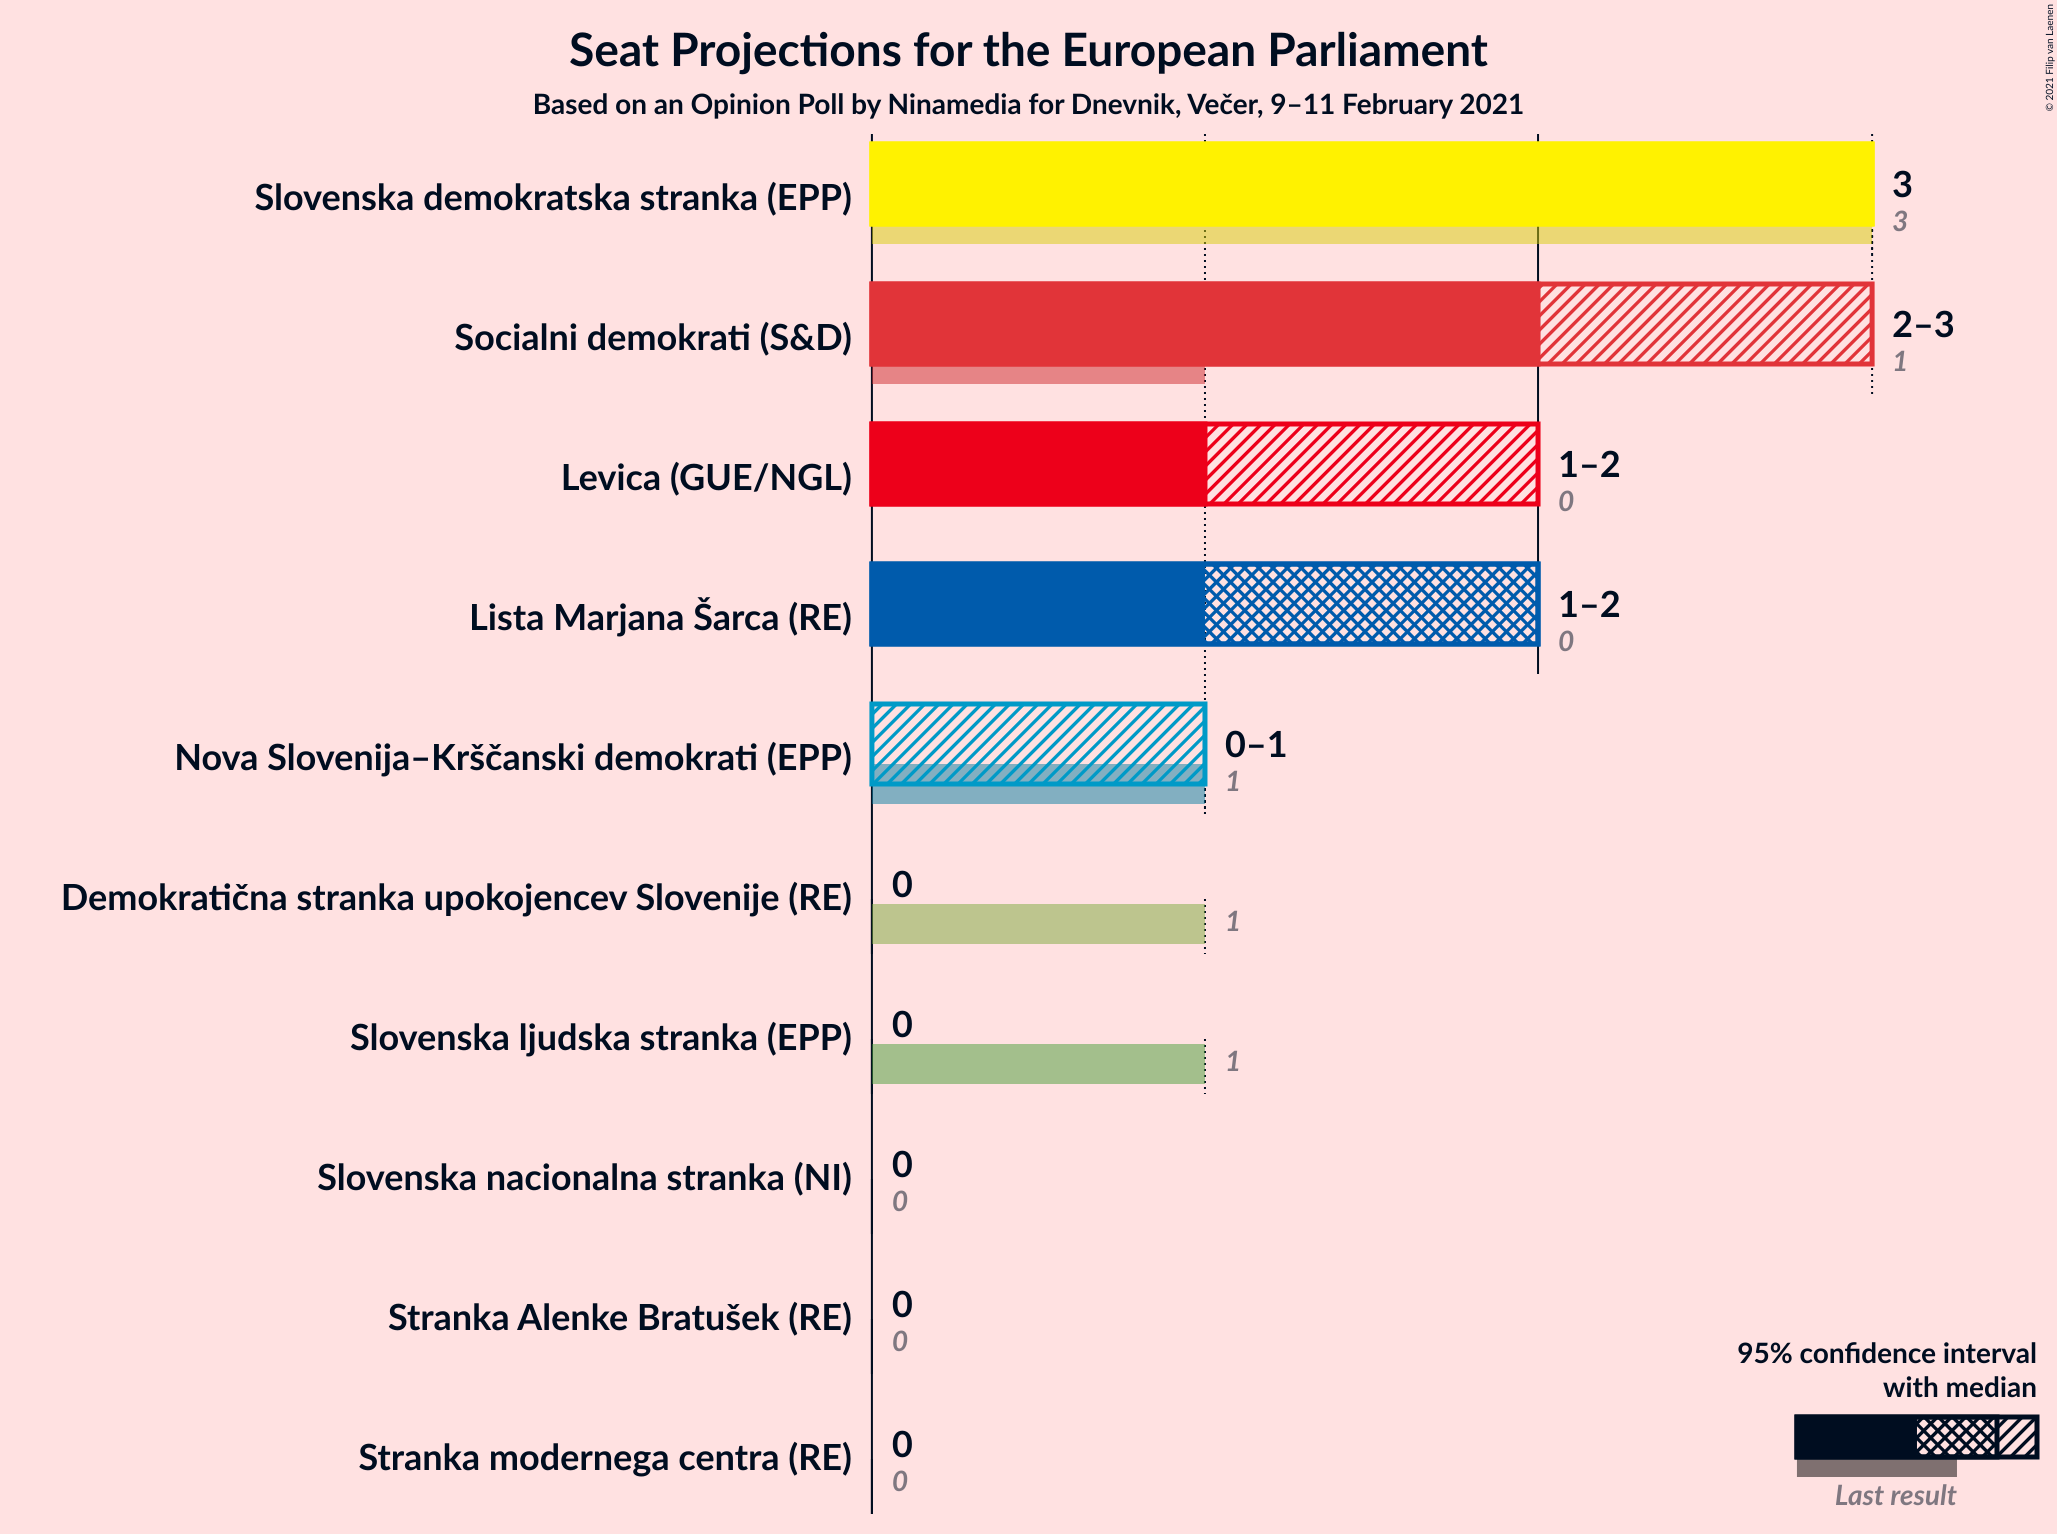 Seat Projections for the European Parliament
Based on an Opinion Poll by Ninamedia for Dnevnik, Večer, 9–11 February 2021
© 2021 Filip van Laenen
Slovenska demokratska stranka (EPP)
3
3
Socialni demokrati (S&D)
2–3
1
Levica (GUE/NGL)
1–2
0
Lista Marjana Šarca (RE)
1–2
0
Nova Slovenija–Krščanski demokrati (EPP)
0–1
1
Demokratična stranka upokojencev Slovenije (RE)
0
1
Slovenska ljudska stranka (EPP)
0
1
Slovenska nacionalna stranka (NI)
0
0
Stranka Alenke Bratušek (RE)
0
0
Stranka modernega centra (RE)
0
0
95% confidence interval
with median
Last result